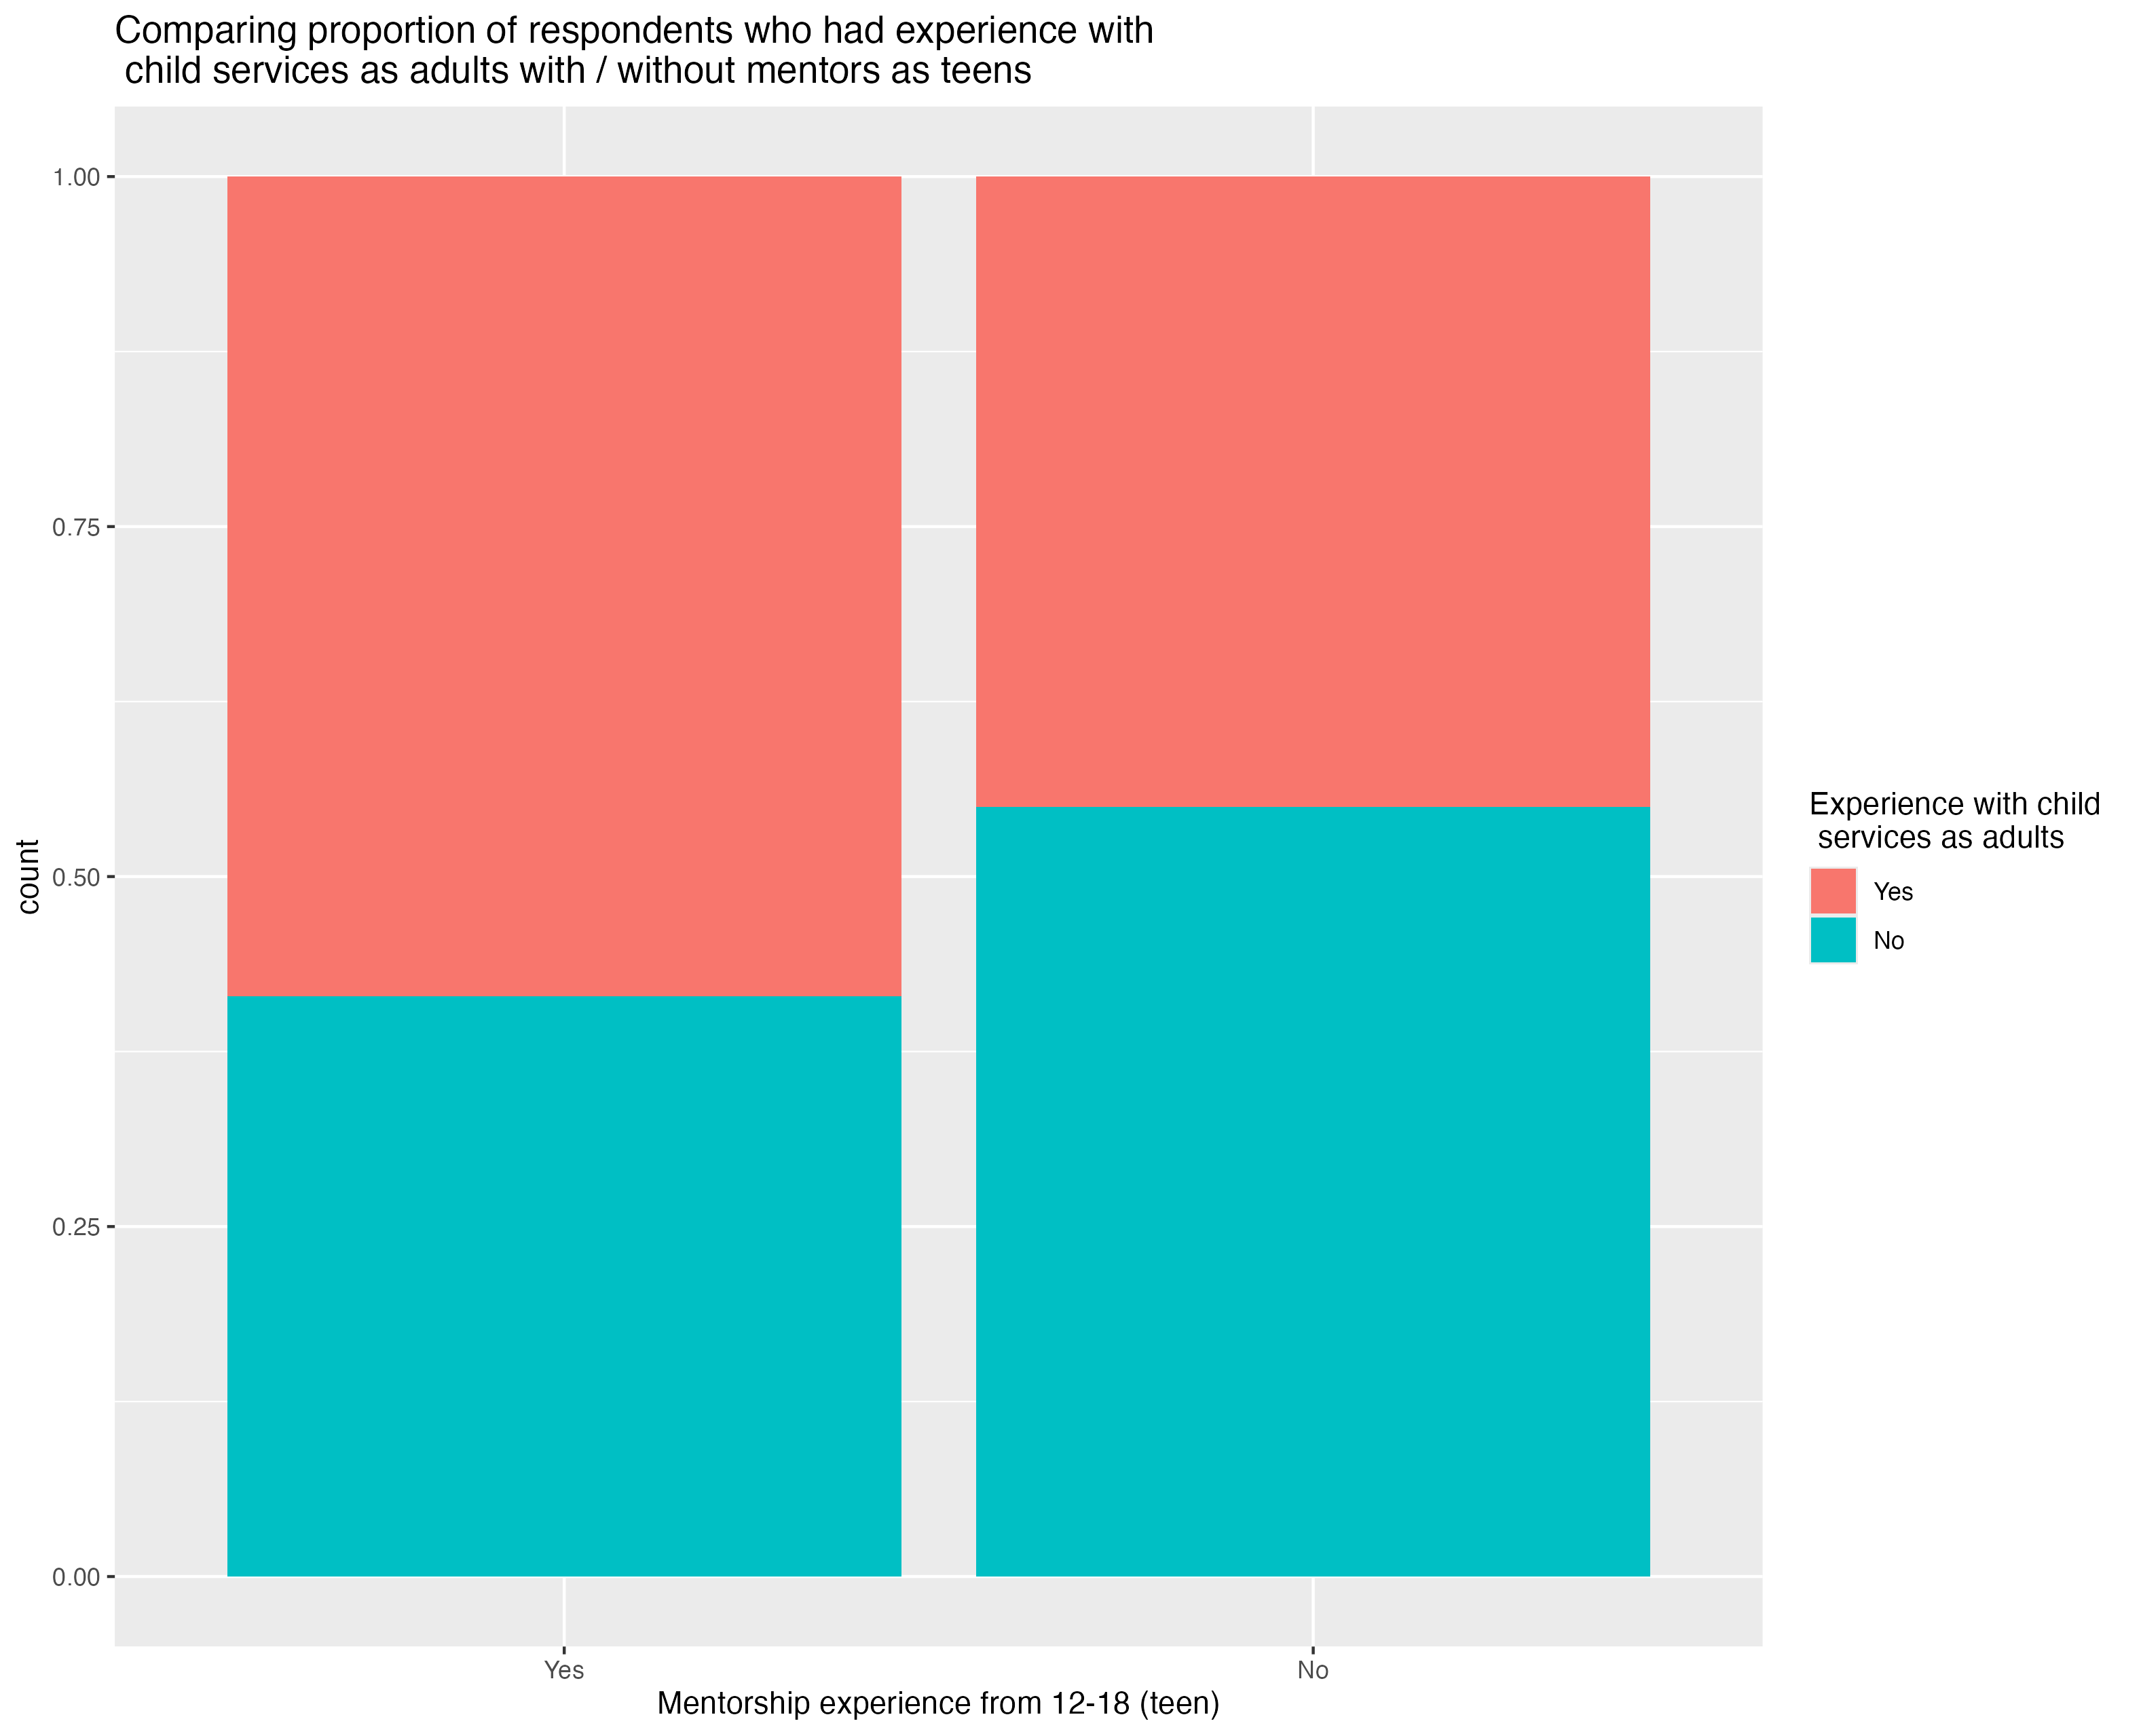 Comparing proportion of respondents who had experience with
child services as adults with / without mentors as teens
1.00
0.75
0.50
0.25
0.00
count
Yes
No
Mentorship experience from 12-18 (teen)
Experience with child
services as adults
Yes
No